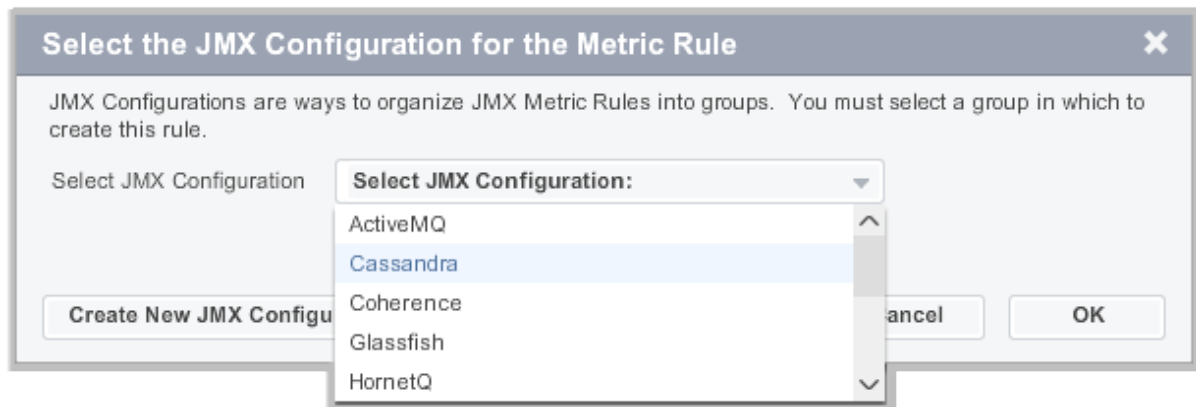 Select the JMX Configuration for the Metric Rule
JMX Configurations are ways to organize JMX Metric Rules into groups. You must select a group in which to
create this rule.
Select JMX Configuration Select JMX Configuration:
ActiveMQ
Cassandra
Coherence
Create New JMX Configu ancel OK
Glassfish
HornetQ